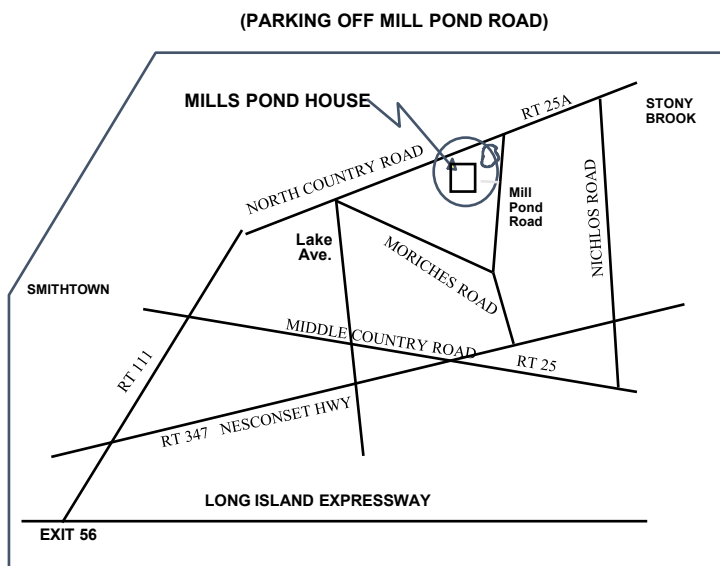 (PARKING OFF MILL POND ROAD)
MILLS POND HOUSE
RT 25A
STONY
BROOK
NORTH COUNTRY ROAD
Mill
Pond
Road
NICHLOS ROAD
Lake
Ave.
MORICHES ROAD
SMITHTOWN
MIDDLE COUNTRY ROAD
RT 25
RT 111
RT 347 NESCONSET HWY
LONG ISLAND EXPRESSWAY
EXIT 56